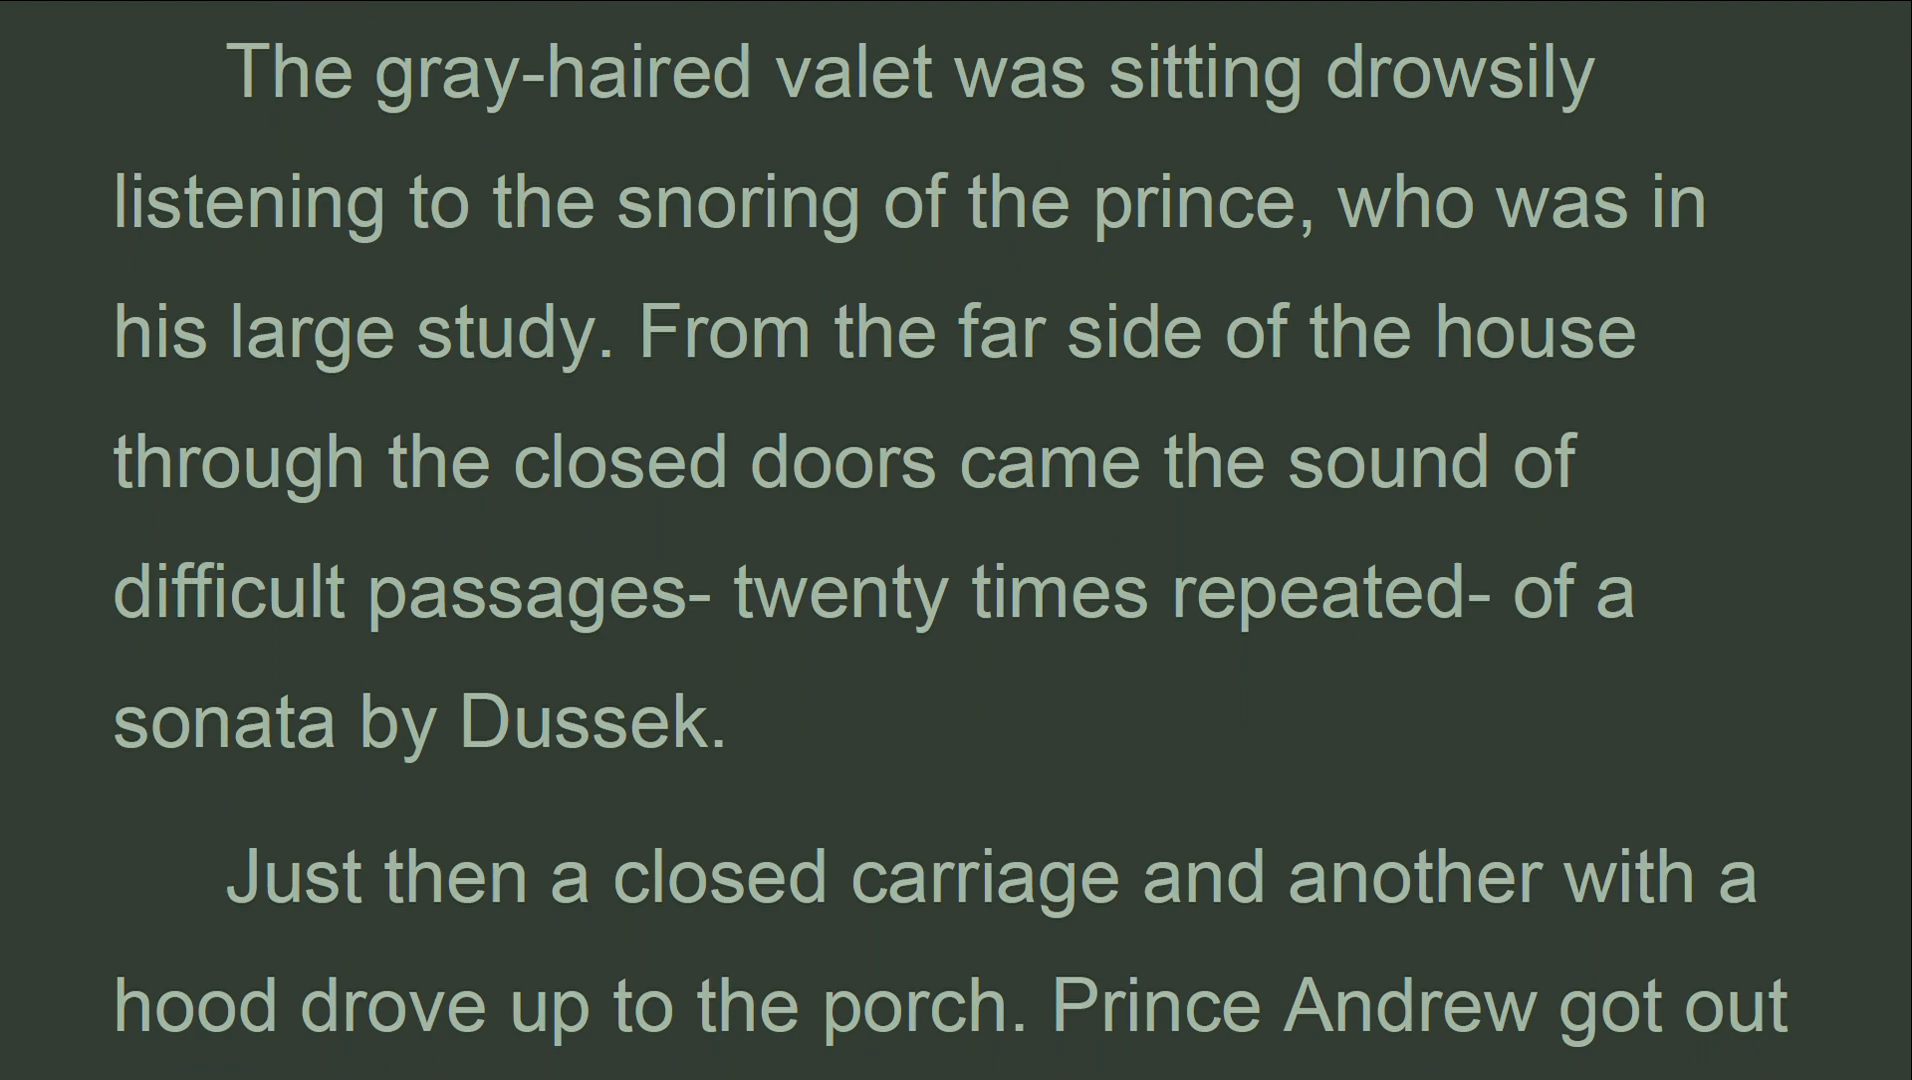 The gray-haired valet was sitting drowsily
listening to the snoring of the prince, who was in
his large study. From the far side of the house
through the closed doors came the sound of
difficult passages- twenty times repeated- of a
sonata by Dussek.
Just then a closed carriage and another with a
hood drove up to the porch. Prince Andrew got out